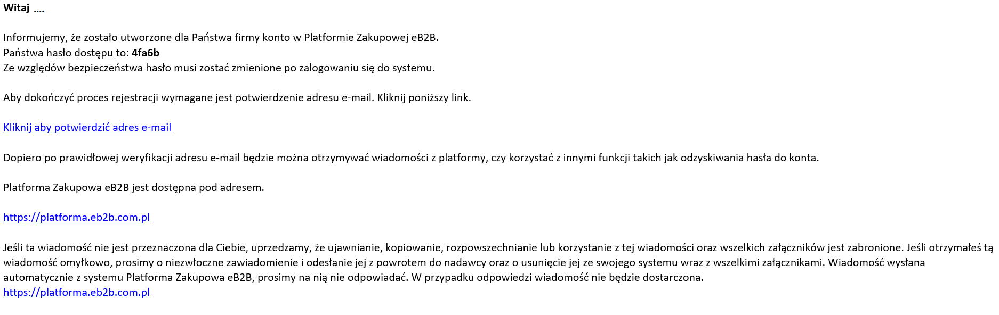 Witaj ....
Informujemy, że zostało utworzone dla Państwa firmy konto w Platformie Zakupowej eB2B.
Państwa hasło dostępu to: 4fa6b
Ze względów bezpieczeństwa hasło musi zostać zmienione po zalogowaniu się do systemu.
Aby dokończyć proces rejestracji wymagane jest potwierdzenie adresu e-mail. Kliknij poniższy link.
Kliknij aby potwierdzić adres e-mail
Dopiero po prawidłowej weryfikacji adresu e-mail będzie można otrzymywać wiadomości z platformy, czy korzystać z innymi funkcji takich jak odzyskiwania hasła do konta.
Platforma Zakupowa eB2B jest dostępna pod adresem.
https://platforma.eb2b.com.pl
Jeśli ta wiadomość nie jest przeznaczona dla Ciebie, uprzedzamy, że ujawnianie, kopiowanie, rozpowszechnianie lub korzystanie z tej wiadomości oraz wszelkich załączników jest zabronione. Jeśli otrzymałeś tą
wiadomość omyłkowo, prosimy o niezwłoczne zawiadomienie i odesłanie jej z powrotem do nadawcy oraz o usunięcie jej ze swojego systemu wraz z wszelkimi załącznikami. Wiadomość wysłana
automatycznie z systemu Platforma Zakupowa eB2B, prosimy na nią nie odpowiadać. W przypadku odpowiedzi wiadomość nie będzie dostarczona.
https://platforma.eb2b.com.pl